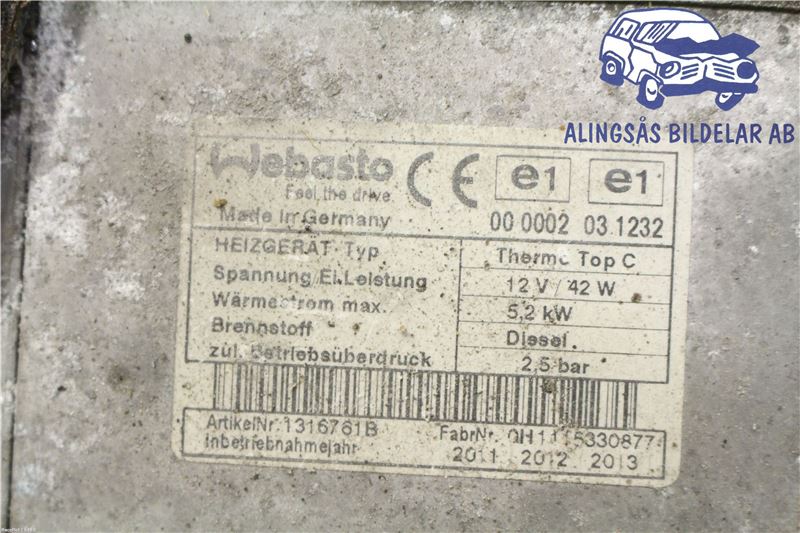 ALINGSÅS BILDELAR AB
Webasto
Feel the drive
CE
e1 e1
Made in Germany
00 0002 03 1232
HEIZGERÄT Typ Thermo Top C
Spannung/El.Leistung 12 V / 42 W
Wärmestrom max. 5,2 kW
Brennstoff Diesel
zul. Betriebsüberdruck 2,5 bar
ArtikelNr. 1316761B FabrNr.
Inbetriebnahmejahr 2011 2012 2013